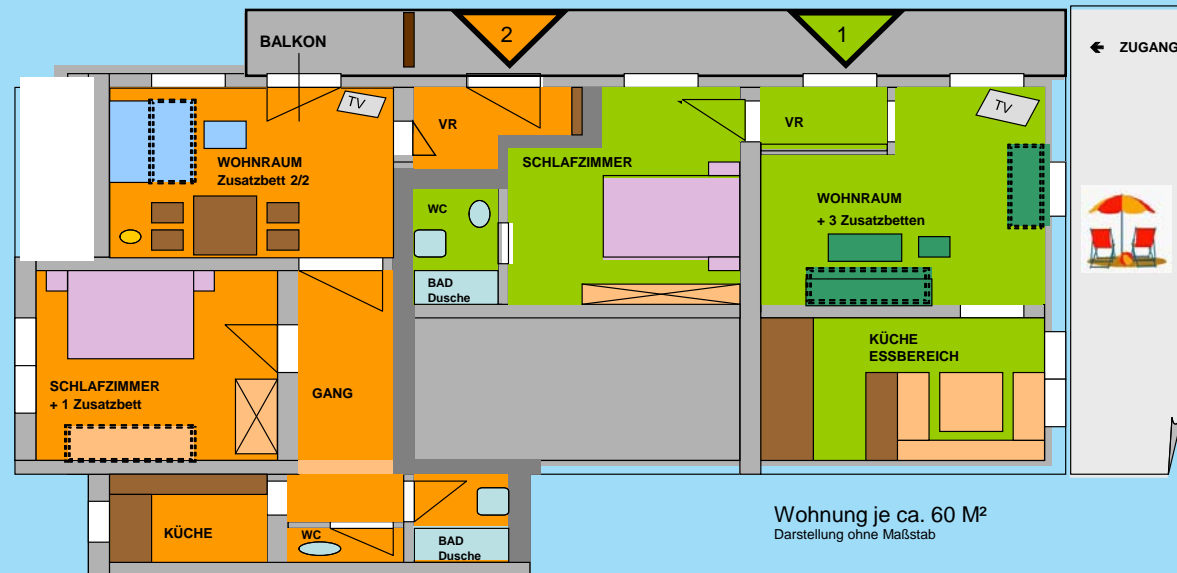 BALKON
2
1
ZUGANG
TV
TV
VR
VR
WOHNRAUM
Zusatzbett 2/2
SCHLAFZIMMER
WOHNRAUM
+ 3 Zusatzbetten
WC
BAD
Dusche
KÜCHE
ESSBEREICH
SCHLAFZIMMER
+ 1 Zusatzbett
GANG
KÜCHE
WC
BAD
Dusche
Wohnung je ca. 60 M²
Darstellung ohne Maßstab